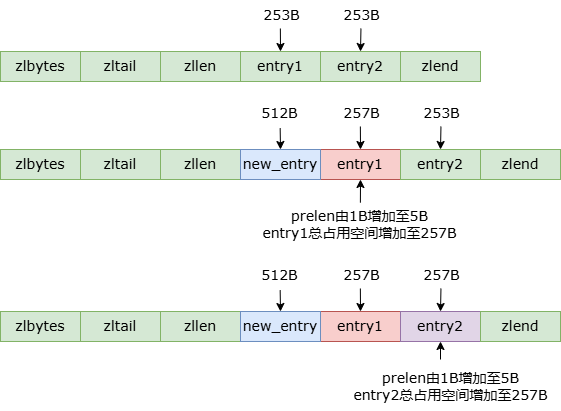 253B 253B
zlbytes zltail zllen entry1 entry2 zlend
512B 257B 253B
zlbytes zltail zllen new_entry entry1 entry2 zlend
prelen由1B增加至5B
entry1总占用空间增加至257B
512B 257B 257B
zlbytes zltail zllen new_entry entry1 entry2 zlend
prelen由1B增加至5B
entry2总占用空间增加至257B